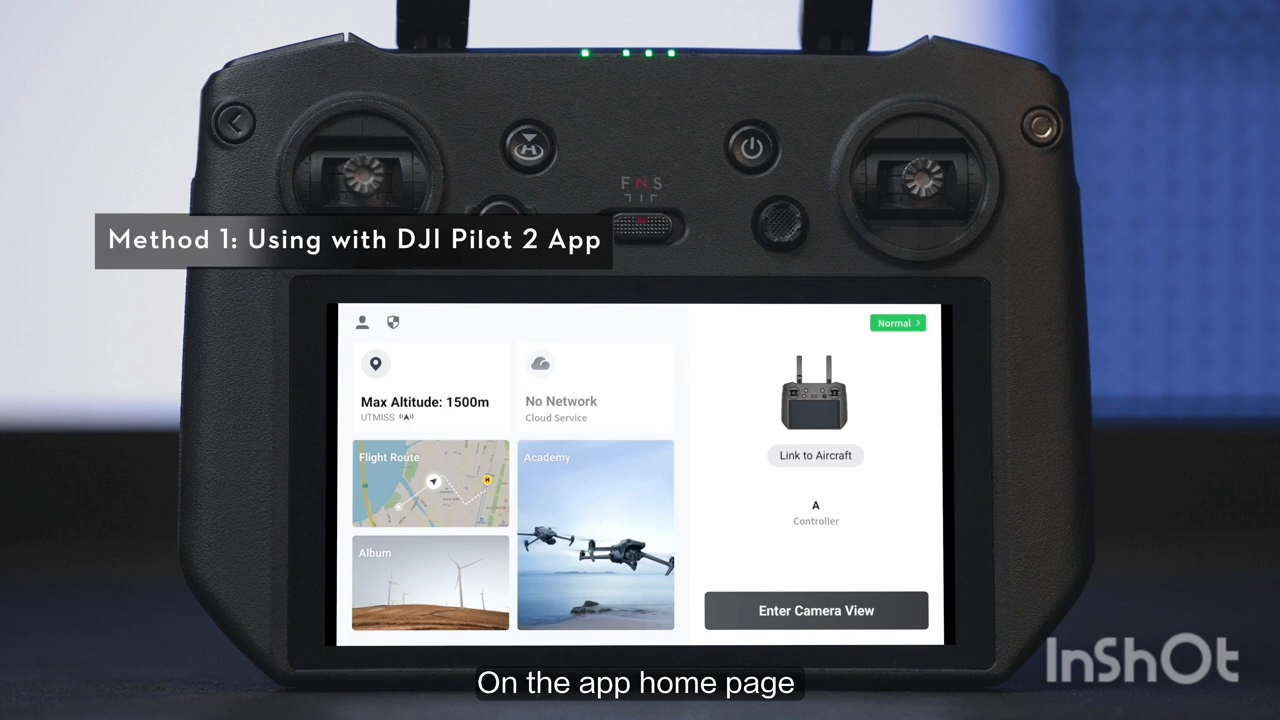 F N S
Method 1: Using with DJI Pilot 2 App
Normal
Max Altitude: 1500m
UTMISS
No Network
Cloud Service
Flight Route
H
Academy
Album
Link to Aircraft
A
Controller
Enter Camera View
On the app home page
InShOt